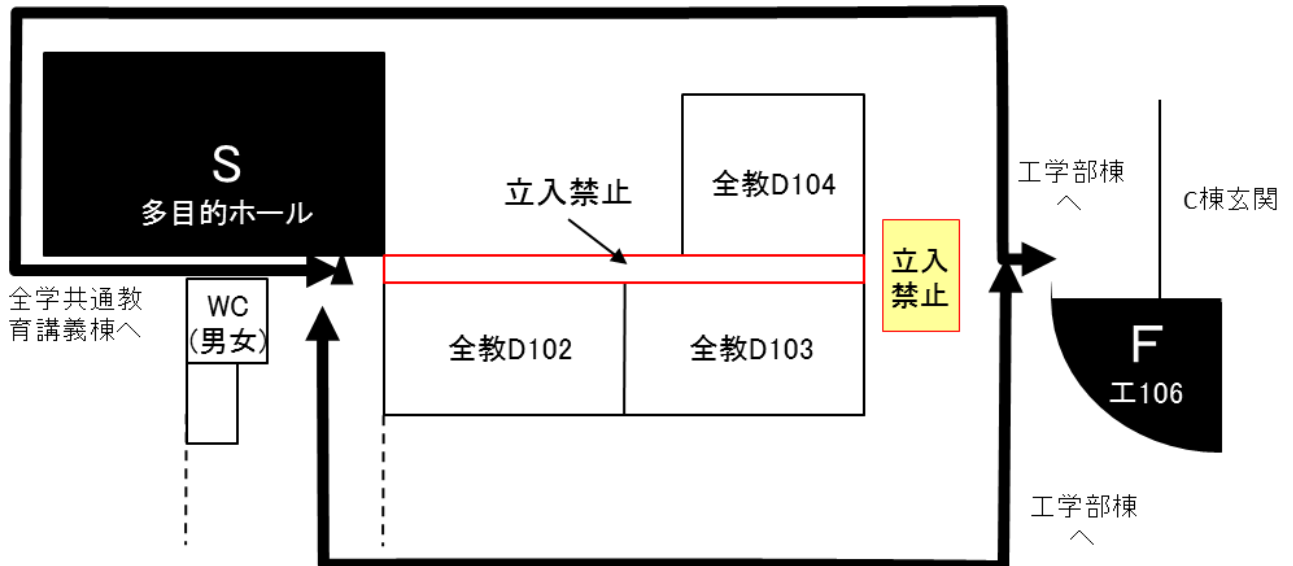 S
多目的ホール
立入禁止
全教D104
工学部棟
へ
C棟玄関
立入
禁止
全学共通教
育講義棟へ
WC
(男女)
全教D102
全教D103
F
工106
工学部棟
へ